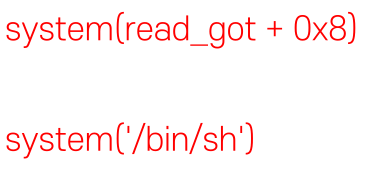 system(read_got + 0x8)
system('/bin/sh')